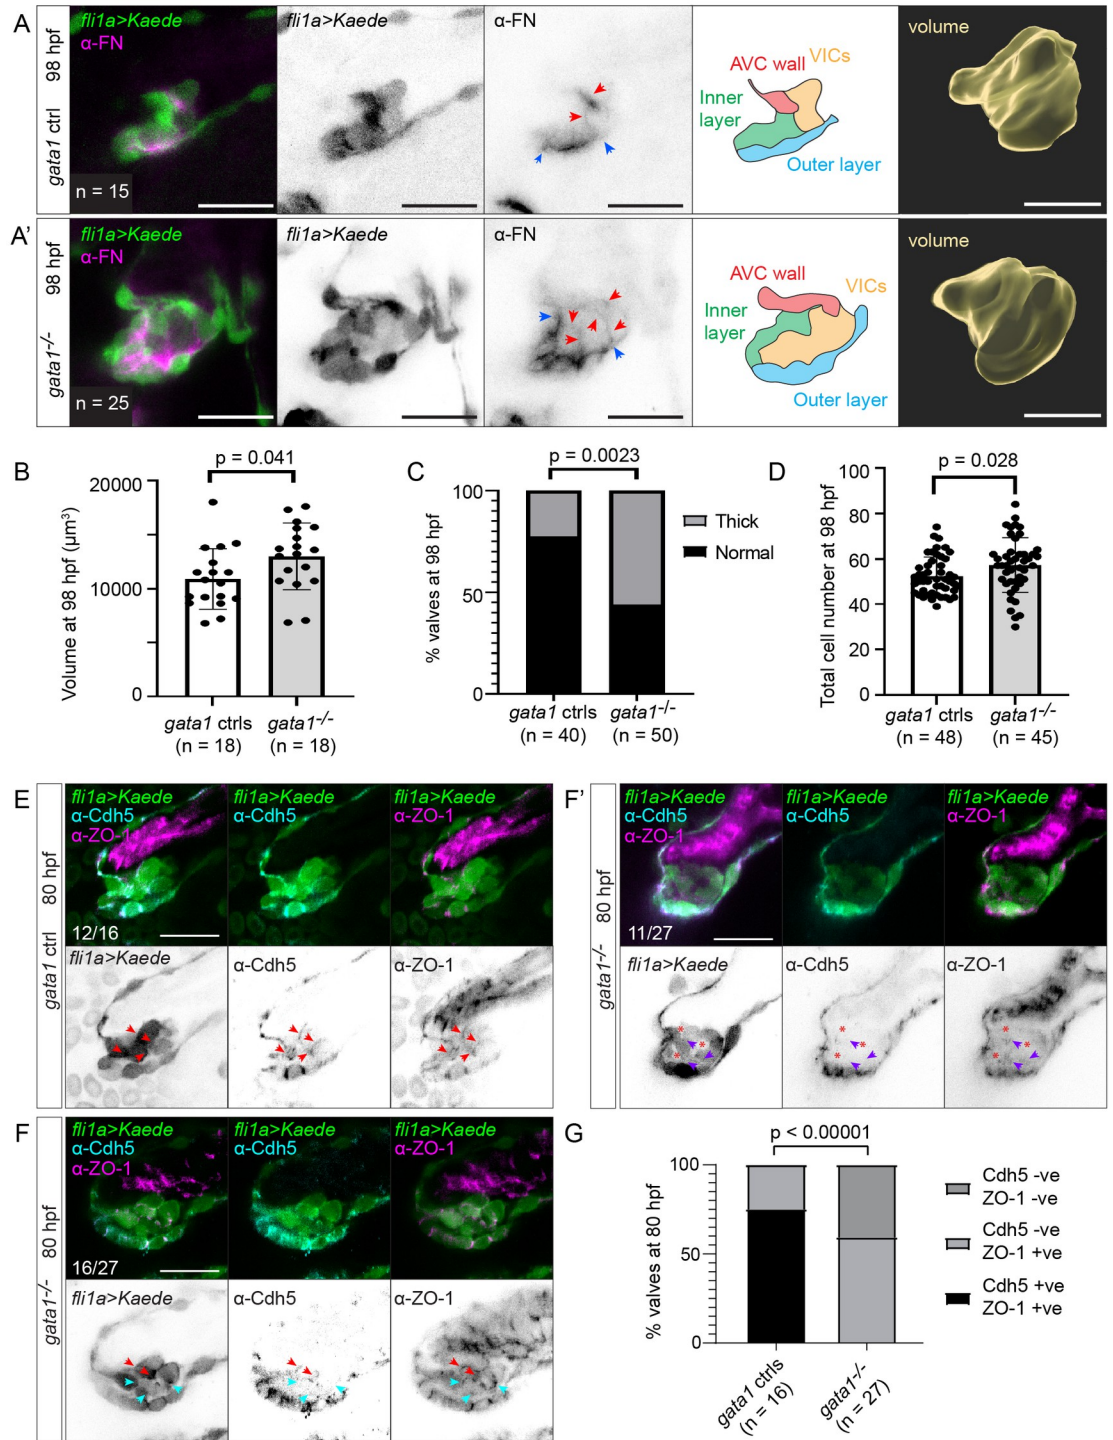 A
gata1 ctrl 98 hpf
fli1a>Kaede
α-FN
n = 15
fli1a>Kaede
α-FN
AVC wall
VICs
Inner
layer
Outer layer
volume
A'
gata1-/- 98 hpf
fli1a>Kaede
α-FN
n = 25
fli1a>Kaede
α-FN
AVC wall
VICs
Inner
layer
Outer layer
volume
B
p = 0.041
Volume at 98 hpf (μm³)
20000
10000
0
gata1 ctrls
(n = 18)
gata1-/-
(n = 18)
C
p = 0.0023
% valves at 98 hpf
100
50
0
Thick
Normal
gata1 ctrls
(n = 40)
gata1-/-
(n = 50)
D
p = 0.028
Total cell number at 98 hpf
100
80
60
40
20
0
gata1 ctrls
(n = 48)
gata1-/-
(n = 45)
E
gata1 ctrl 80 hpf
fli1a>Kaede
α-Cdh5
α-ZO-1
12/16
fli1a>Kaede
α-Cdh5
fli1a>Kaede
α-ZO-1
fli1a>Kaede
α-Cdh5
α-ZO-1
F'
gata1-/- 80 hpf
fli1a>Kaede
α-Cdh5
α-ZO-1
11/27
fli1a>Kaede
α-Cdh5
fli1a>Kaede
α-ZO-1
fli1a>Kaede
α-Cdh5
α-ZO-1
F
gata1-/- 80 hpf
fli1a>Kaede
α-Cdh5
α-ZO-1
16/27
fli1a>Kaede
α-Cdh5
fli1a>Kaede
α-ZO-1
fli1a>Kaede
α-Cdh5
α-ZO-1
G
p < 0.00001
% valves at 80 hpf
100
50
0
Cdh5 -ve
ZO-1 -ve
Cdh5 -ve
ZO-1 +ve
Cdh5 +ve
ZO-1 +ve
gata1 ctrls
(n = 16)
gata1-/-
(n = 27)